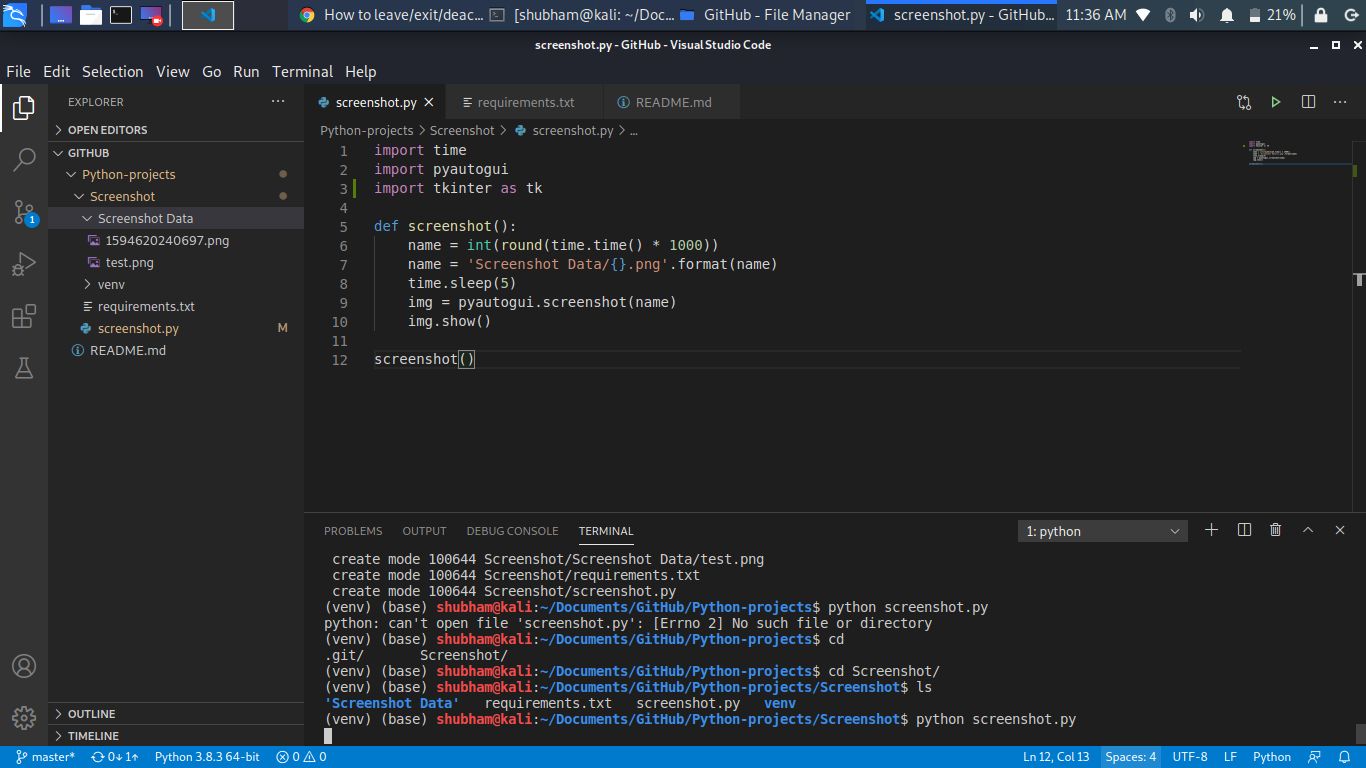 How to leave/exit/deac... [shubham@kali: ~/Doc... GitHub - File Manager screenshot.py - GitHub... 11:36 AM 21%
screenshot.py - GitHub - Visual Studio Code
File Edit Selection View Go Run Terminal Help
EXPLORER ... screenshot.py requirements.txt README.md ...
OPEN EDITORS
Python-projects > Screenshot > screenshot.py > ...
GITHUB
Python-projects
Screenshot
Screenshot Data
1594620240697.png
test.png
venv
requirements.txt
screenshot.py M
README.md
1
1 import time
2 import pyautogui
3 import tkinter as tk
4
5 def screenshot():
6 name = int(round(time.time() * 1000))
7 name = 'Screenshot Data/{}.png'.format(name)
8 time.sleep(5)
9 img = pyautogui.screenshot(name)
10 img.show()
11
12 screenshot()
PROBLEMS OUTPUT DEBUG CONSOLE TERMINAL 1: python
create mode 100644 Screenshot/Screenshot Data/test.png
create mode 100644 Screenshot/requirements.txt
create mode 100644 Screenshot/screenshot.py
(venv) (base) shubham@kali:~/Documents/GitHub/Python-projects$ python screenshot.py
python: can't open file 'screenshot.py': [Errno 2] No such file or directory
(venv) (base) shubham@kali:~/Documents/GitHub/Python-projects$ cd
.git/ Screenshot/
(venv) (base) shubham@kali:~/Documents/GitHub/Python-projects$ cd Screenshot/
(venv) (base) shubham@kali:~/Documents/GitHub/Python-projects/Screenshot$ ls
'Screenshot Data' requirements.txt screenshot.py venv
(venv) (base) shubham@kali:~/Documents/GitHub/Python-projects/Screenshot$ python screenshot.py
OUTLINE
TIMELINE
master* 0↓ 1↑ Python 3.8.3 64-bit 0 0 Ln 12, Col 13 Spaces: 4 UTF-8 LF Python